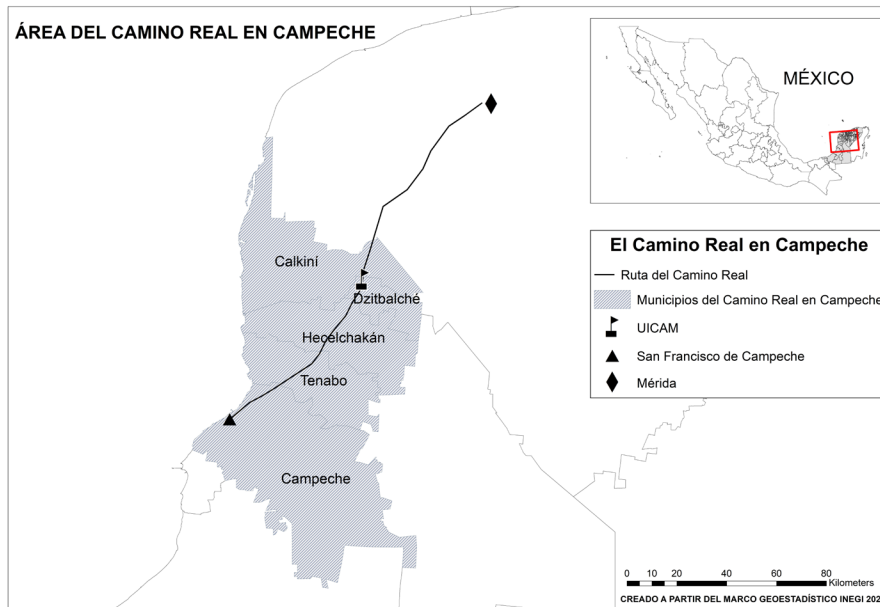 ÁREA DEL CAMINO REAL EN CAMPECHE
MÉXICO
Calkiní
Dzitbalché
Hecelchakán
Tenabo
Campeche
El Camino Real en Campeche
Ruta del Camino Real
Municipios del Camino Real en Campeche
UICAM
San Francisco de Campeche
Mérida
0 5 10 20 40 60 80
Kilometers
CREADO A PARTIR DEL MARCO GEOESTADÍSTICO INEGI 202